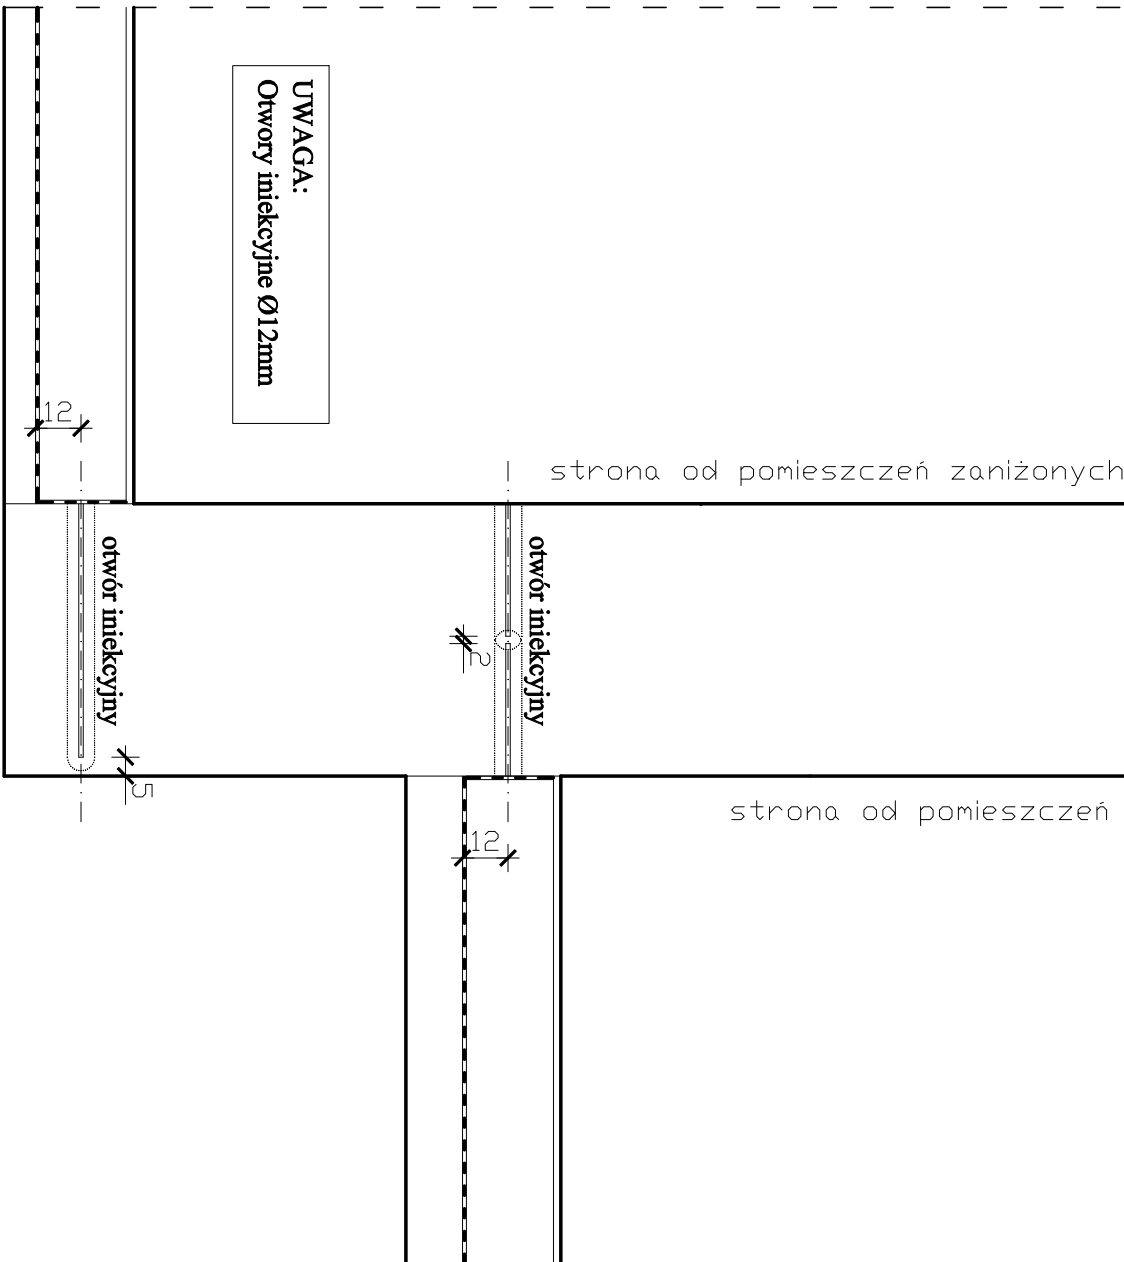 UWAGA:
Otwory iniekcyjne Ø12mm
12
strona od pomieszczeń zaniżonych
otwór iniekcyjny
otwór iniekcyjny
2
5
strona od pomieszczeń
12